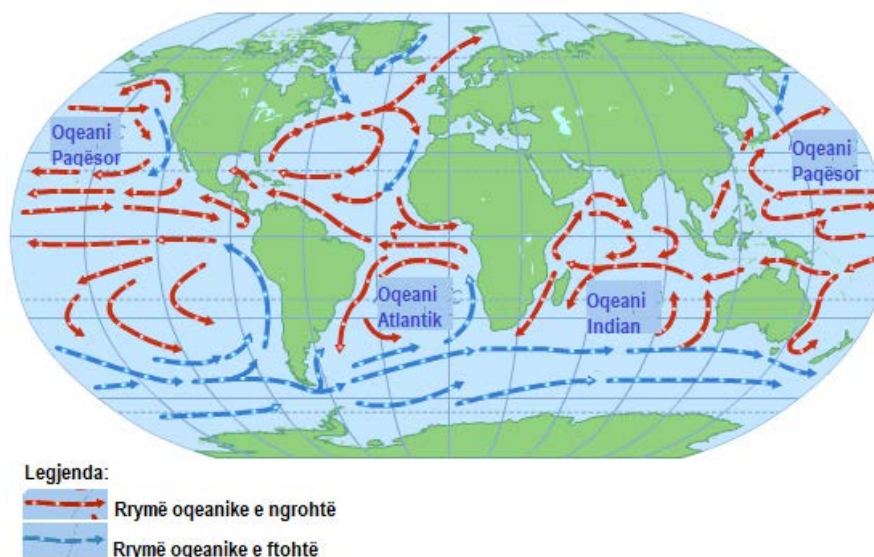 Oqeani
Paqësor
Oqeani
Paqësor
Oqeani
Atlantik
Oqeani
Indian
Legjenda:
Rrymë oqeanike e ngrohtë
Rrymë oqeanike e ftohtë